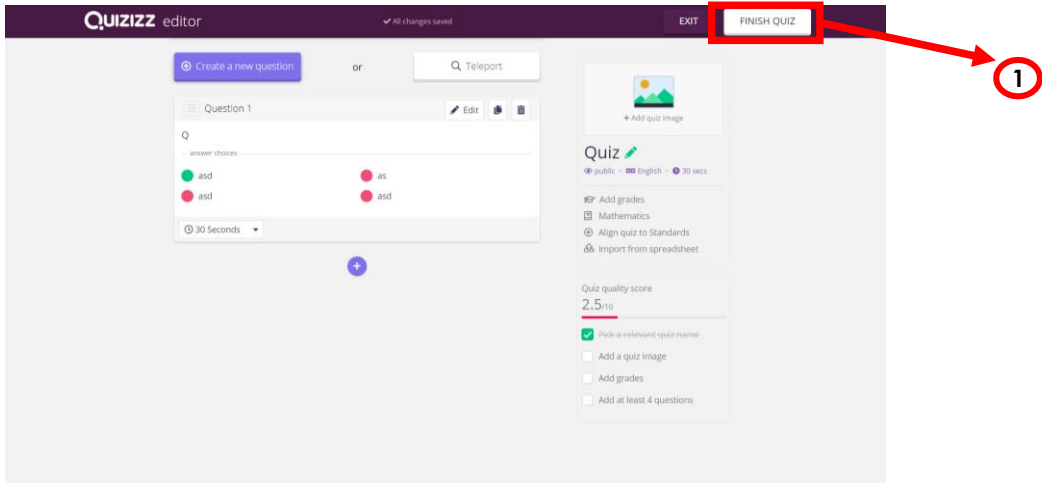 QUIZIZZ editor
All changes saved
EXIT
FINISH QUIZ
1
Create a new question
or
Teleport
Question 1
Edit
Q
answer choices
asd
as
asd
asd
30 Seconds
+ Add quiz image
Quiz
public · English · 30 secs
Add grades
Mathematics
Align quiz to Standards
Import from spreadsheet
Quiz quality score
2.5/10
Pick a relevant quiz name
Add a quiz image
Add grades
Add at least 4 questions